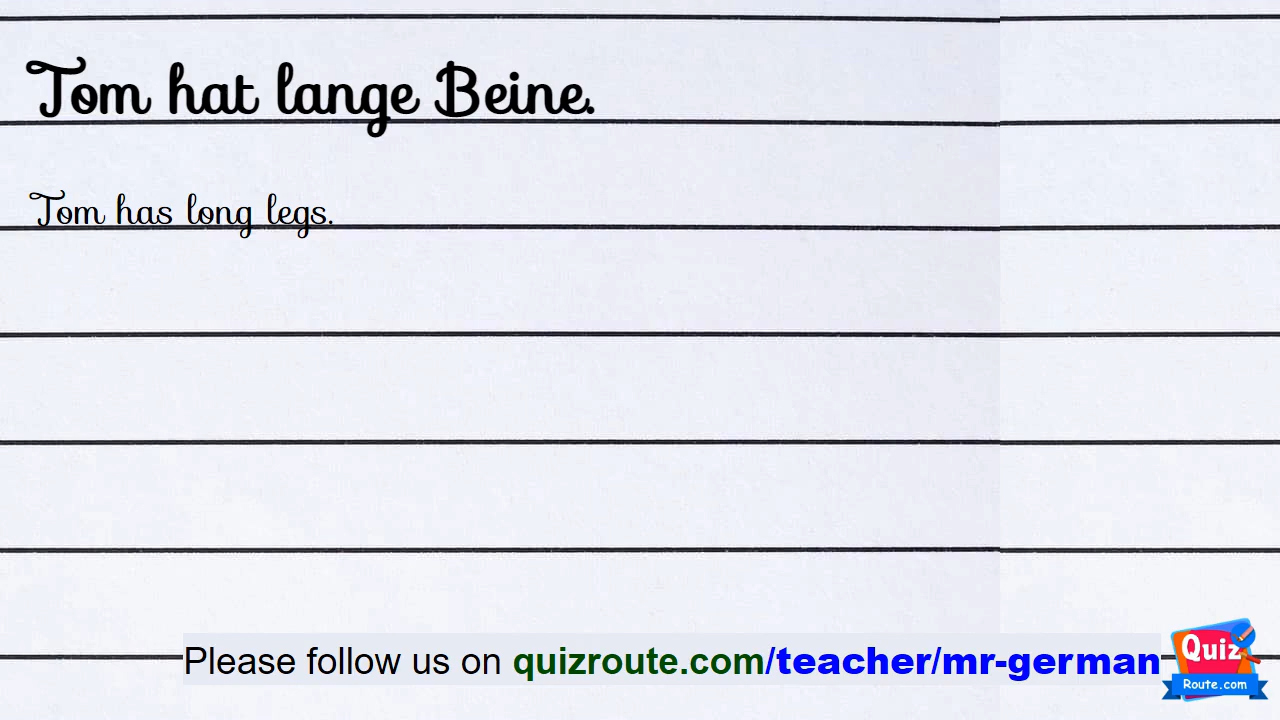 Tom hat lange Beine.
Tom has long legs.
Please follow us on quizroute.com/teacher/mr-german
Quiz
Route.com